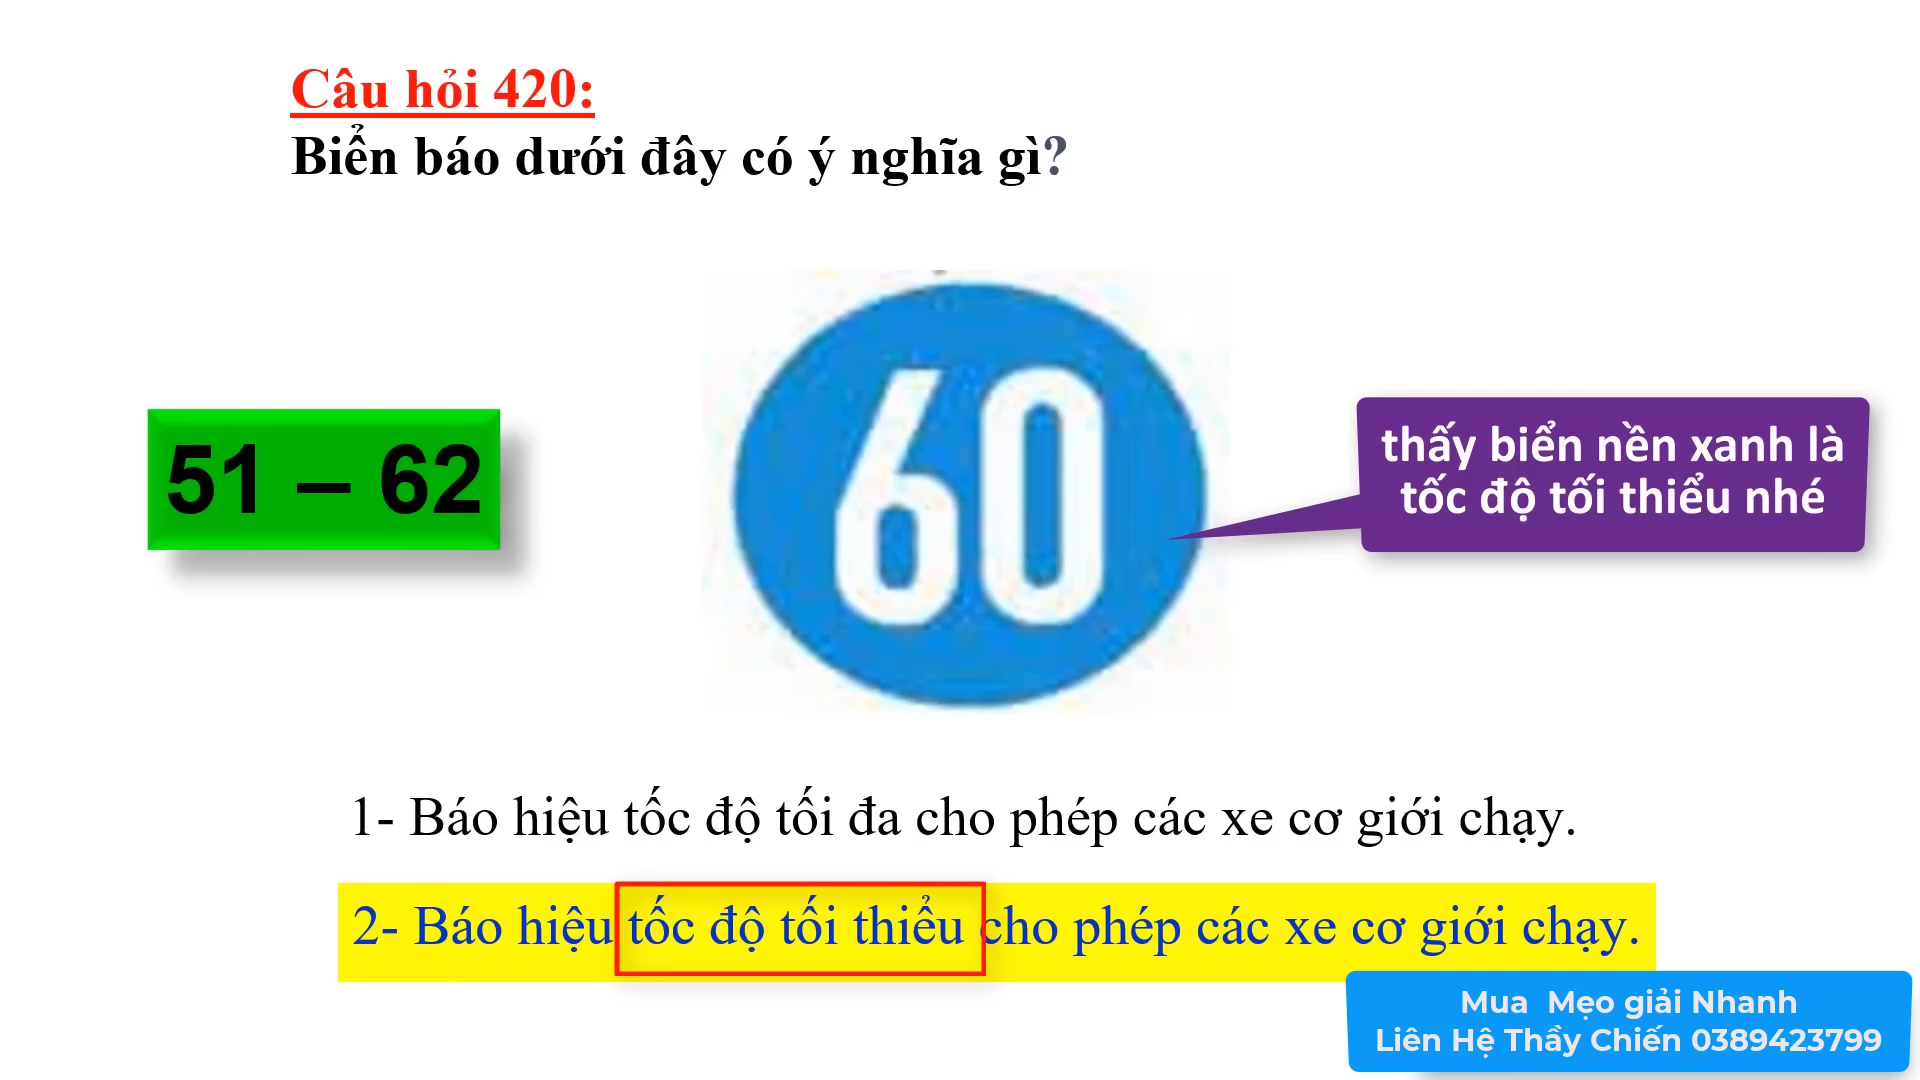 Câu hỏi 420:
Biển báo dưới đây có ý nghĩa gì?
60
51 – 62
thấy biển nền xanh là
tốc độ tối thiểu nhé
1- Báo hiệu tốc độ tối đa cho phép các xe cơ giới chạy.
2- Báo hiệu tốc độ tối thiểu cho phép các xe cơ giới chạy.
Mua Mẹo giải Nhanh
Liên Hệ Thầy Chiến 0389423799